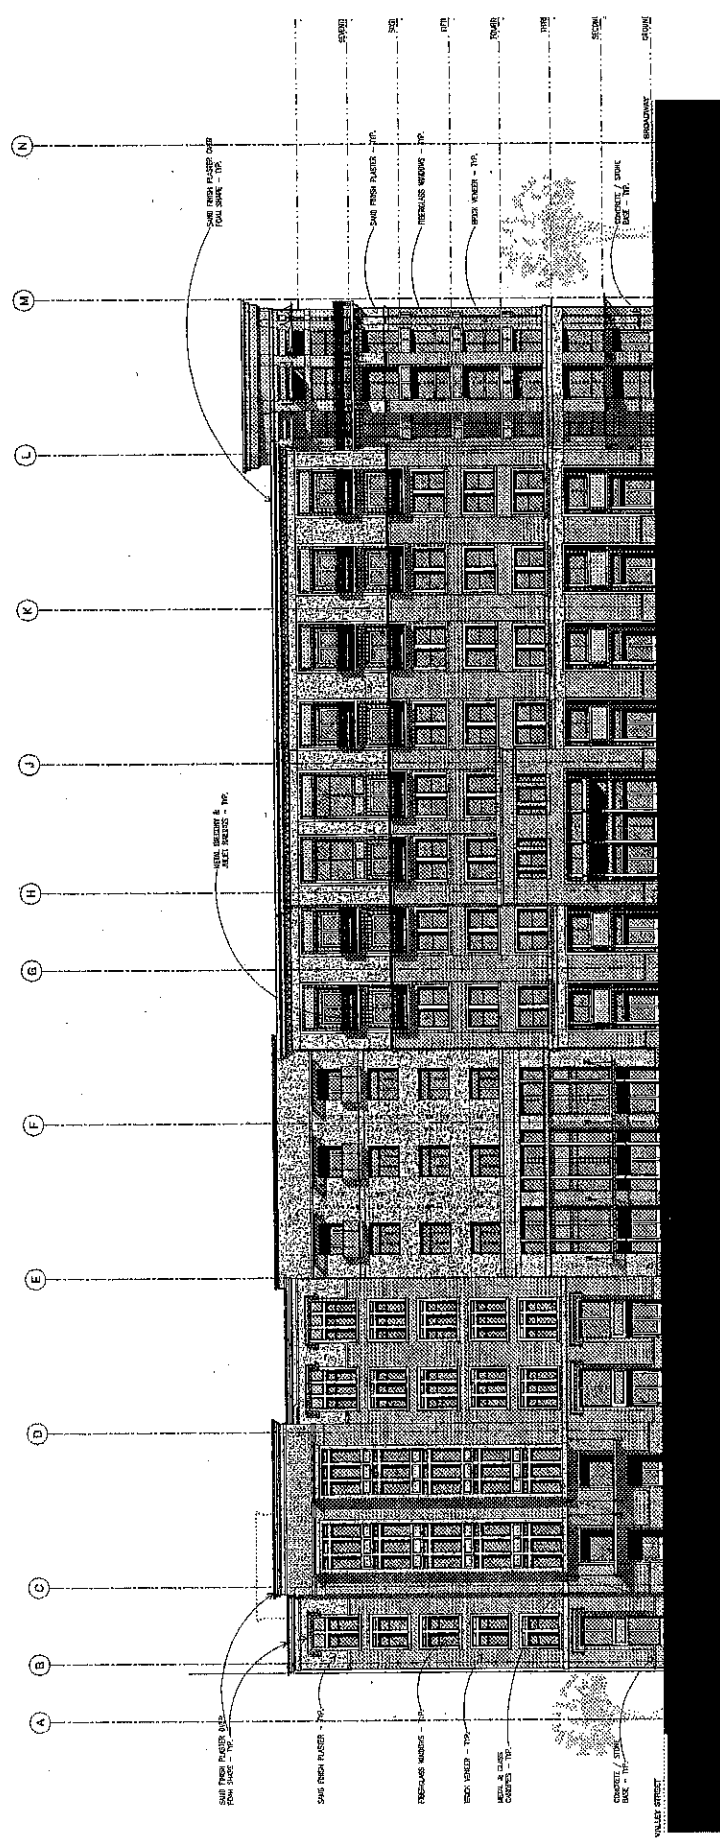 A
B
C
D
E
F
G
H
J
K
L
M
N
SEVENTH
SIXTH
FIFTH
FOURTH
THIRD
SECOND
GROUND
SAND FINISH PLASTER OVER
FOAM SHAPE - TYP.
SAND FINISH PLASTER - TYP.
FIBERGLASS WINDOWS - TYP.
BRICK VENEER - TYP.
METAL & GLASS
CANOPIES - TYP.
CONCRETE / STONE
BASE - TYP.
VALLEY STREET
METAL BALCONY &
JULIET BALCONIES - TYP.
SAND FINISH PLASTER OVER
FOAM SHAPE - TYP.
SAND FINISH PLASTER - TYP.
FIBERGLASS WINDOWS - TYP.
BRICK VENEER - TYP.
CONCRETE / STONE
BASE - TYP.
BROADWAY